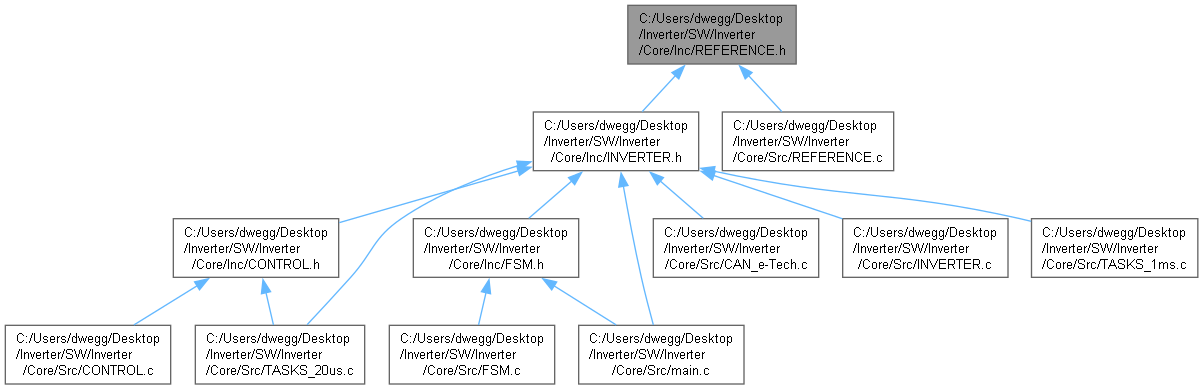 C:/Users/dwegg/Desktop
/Inverter/SW/Inverter
/Core/Inc/REFERENCE.h
C:/Users/dwegg/Desktop
/Inverter/SW/Inverter
/Core/Inc/INVERTER.h
C:/Users/dwegg/Desktop
/Inverter/SW/Inverter
/Core/Src/REFERENCE.c
C:/Users/dwegg/Desktop
/Inverter/SW/Inverter
/Core/Inc/CONTROL.h
C:/Users/dwegg/Desktop
/Inverter/SW/Inverter
/Core/Inc/FSM.h
C:/Users/dwegg/Desktop
/Inverter/SW/Inverter
/Core/Src/CAN_e-Tech.c
C:/Users/dwegg/Desktop
/Inverter/SW/Inverter
/Core/Src/INVERTER.c
C:/Users/dwegg/Desktop
/Inverter/SW/Inverter
/Core/Src/TASKS_1ms.c
C:/Users/dwegg/Desktop
/Inverter/SW/Inverter
/Core/Src/CONTROL.c
C:/Users/dwegg/Desktop
/Inverter/SW/Inverter
/Core/Src/TASKS_20us.c
C:/Users/dwegg/Desktop
/Inverter/SW/Inverter
/Core/Src/FSM.c
C:/Users/dwegg/Desktop
/Inverter/SW/Inverter
/Core/Src/main.c